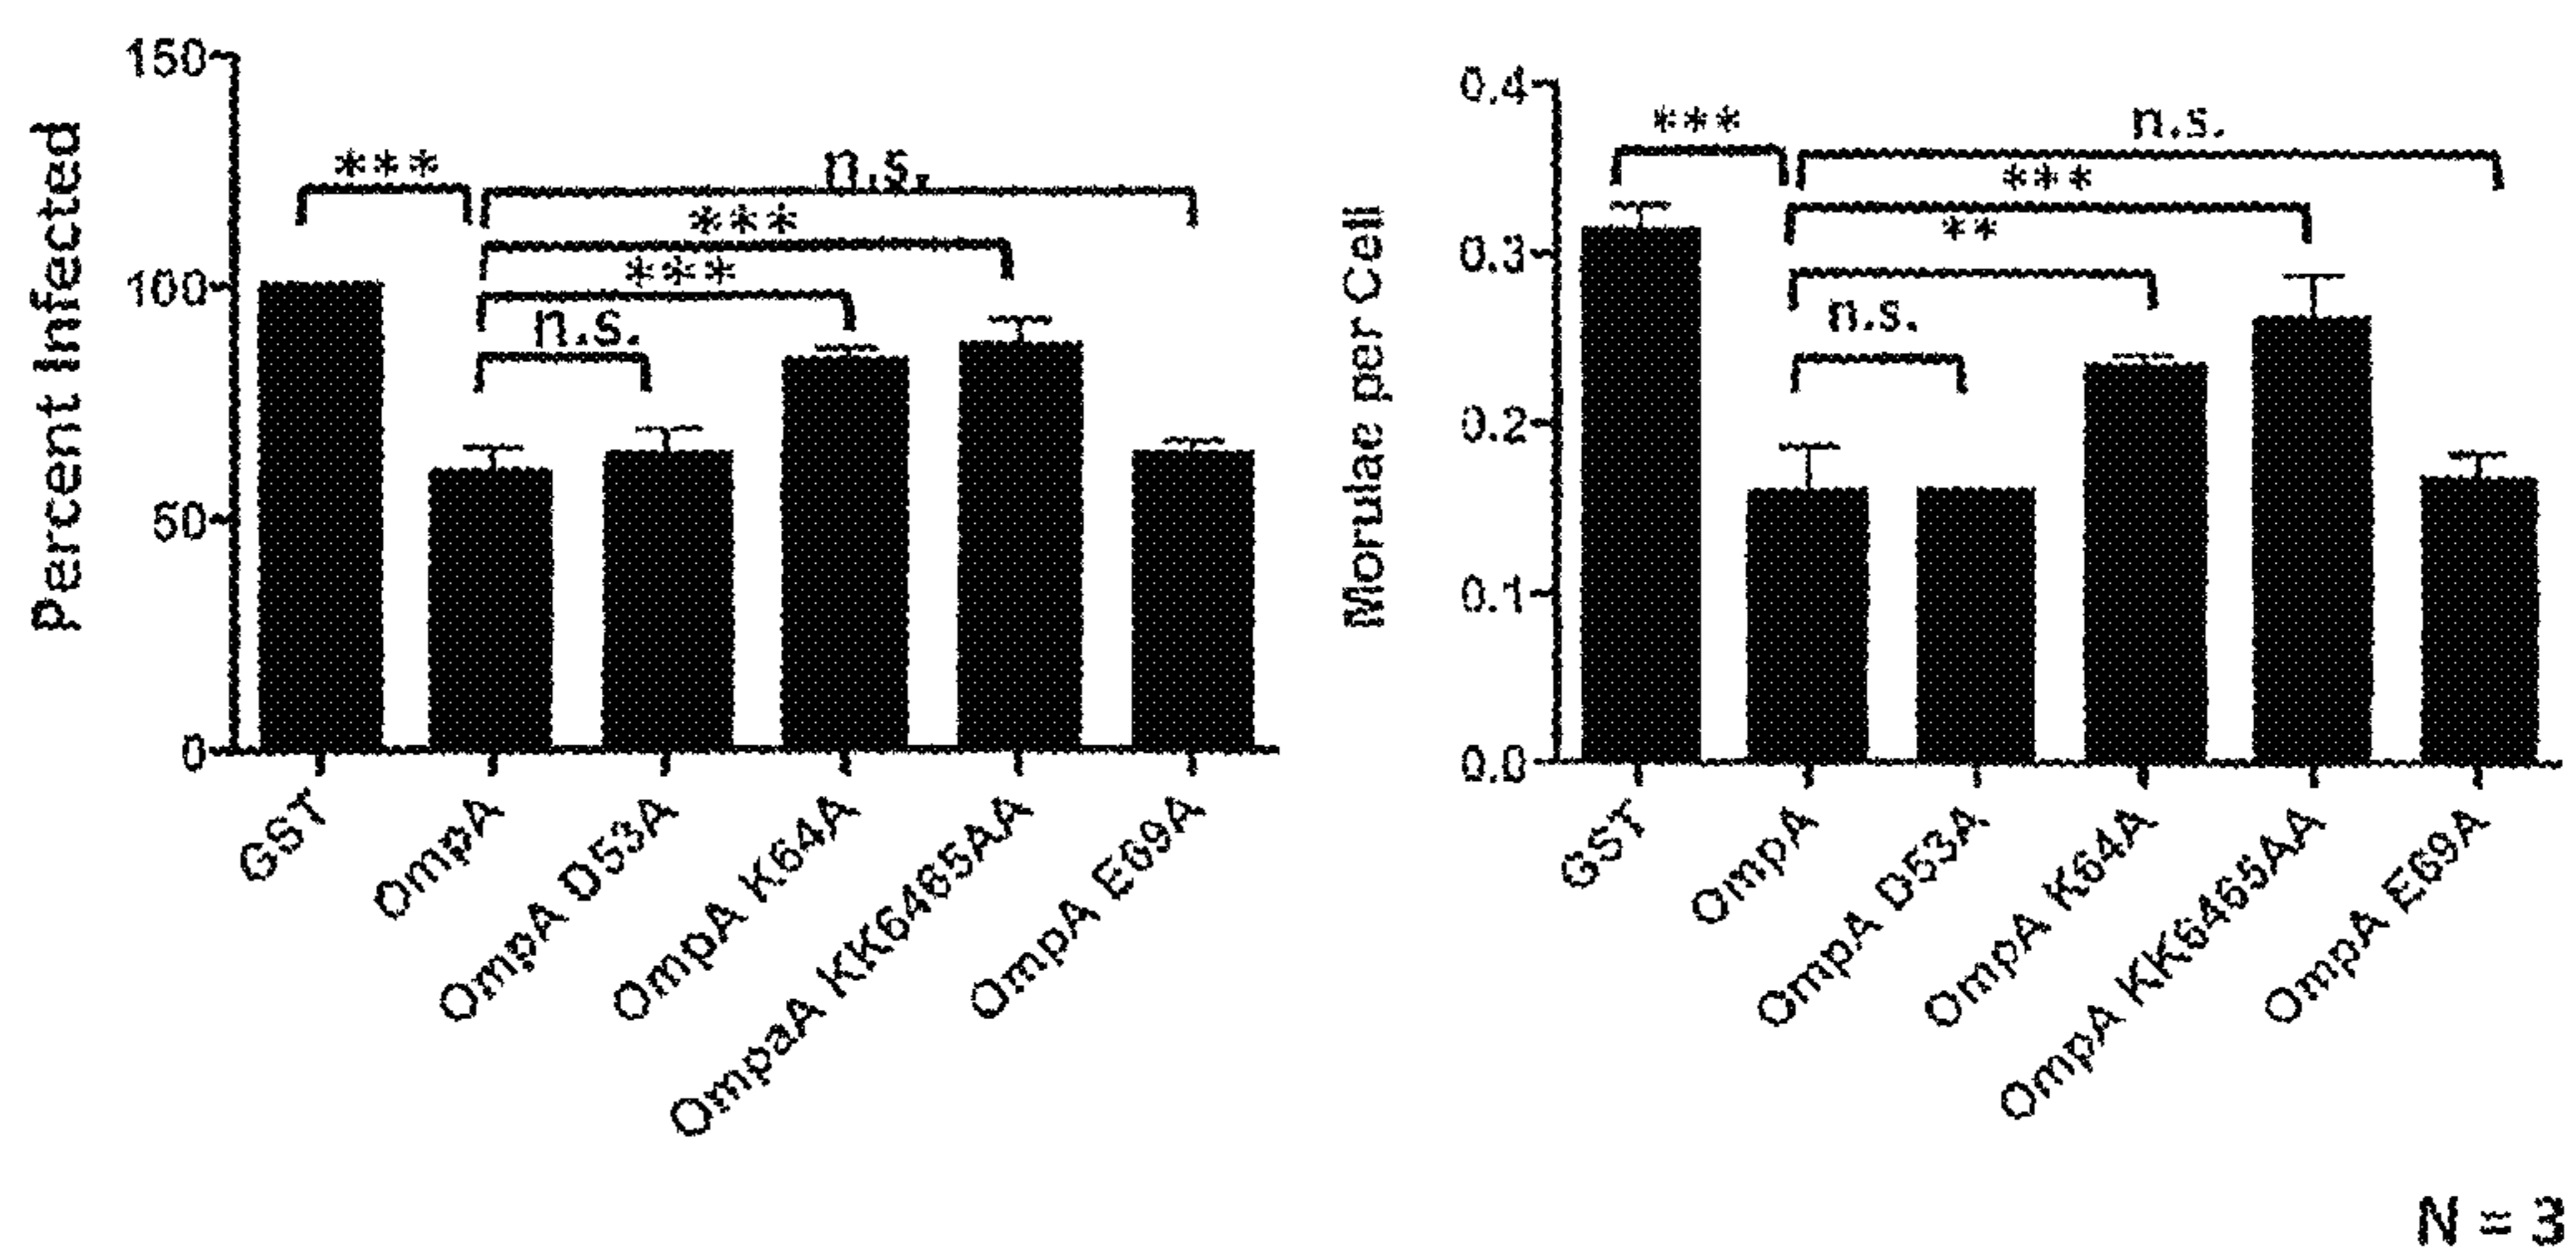 Percent Infected
150
100
50
0
***
n.s.
***
***
n.s.
GST
OmpA
OmpA D53A
OmpA K64A
OmpaA KK6465AA
OmpA E69A
Morulae per Cell
0.4
0.3
0.2
0.1
0.0
***
n.s.
***
**
n.s.
GST
OmpA
OmpA D53A
OmpA K64A
OmpA KK6465AA
OmpA E69A
N = 3